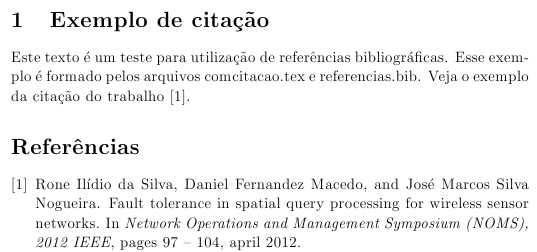 1 Exemplo de citação
Este texto é um teste para utilização de referências bibliográficas. Esse exem-
plo é formado pelos arquivos comcitacao.tex e referencias.bib. Veja o exemplo
da citação do trabalho [1].
Referências
[1] Rone Ilídio da Silva, Daniel Fernandez Macedo, and José Marcos Silva
Nogueira. Fault tolerance in spatial query processing for wireless sensor
networks. In Network Operations and Management Symposium (NOMS),
2012 IEEE, pages 97 – 104, april 2012.